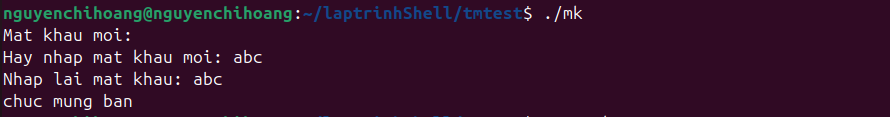 nguyenchihoang@nguyenchihoang:~/laptrinhShell/tmtest$ ./mk
Mat khau moi:
Hay nhap mat khau moi: abc
Nhap lai mat khau: abc
chuc mung ban